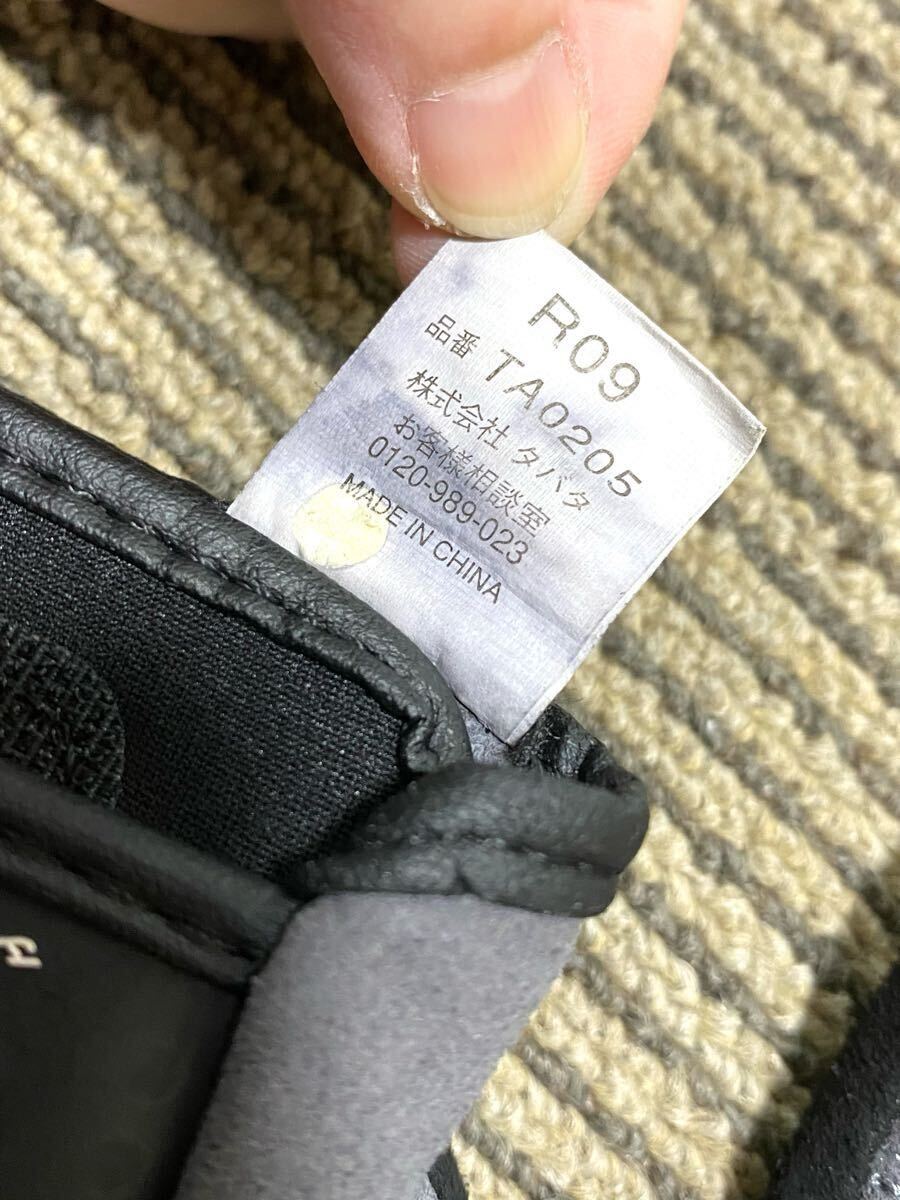 R09
品番 TA0205
株式会社 タバタ
お客様相談室
0120-989-023
MADE IN CHINA
H